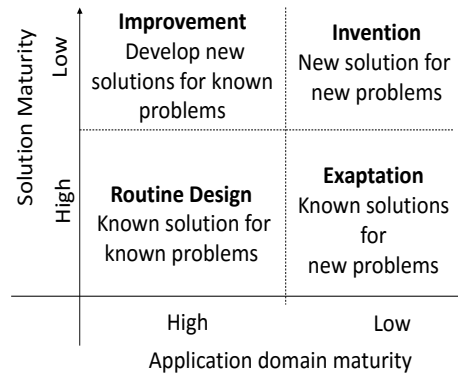 Improvement
Develop new
solutions for known
problems
Invention
New solution for
new problems
Routine Design
Known solution for
known problems
Exaptation
Known solutions
for
new problems
Solution Maturity
Low
High
High
Low
Application domain maturity